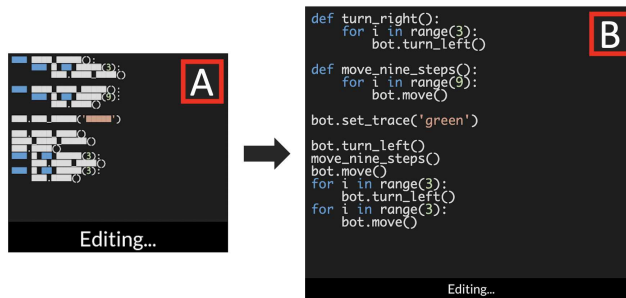 A
Editing...
B
def turn_right():
    for i in range(3):
        bot.turn_left()
def move_nine_steps():
    for i in range(9):
        bot.move()
bot.set_trace('green')
bot.turn_left()
move_nine_steps()
bot.move()
for i in range(3):
    bot.turn_left()
for i in range(3):
    bot.move()
Editing...